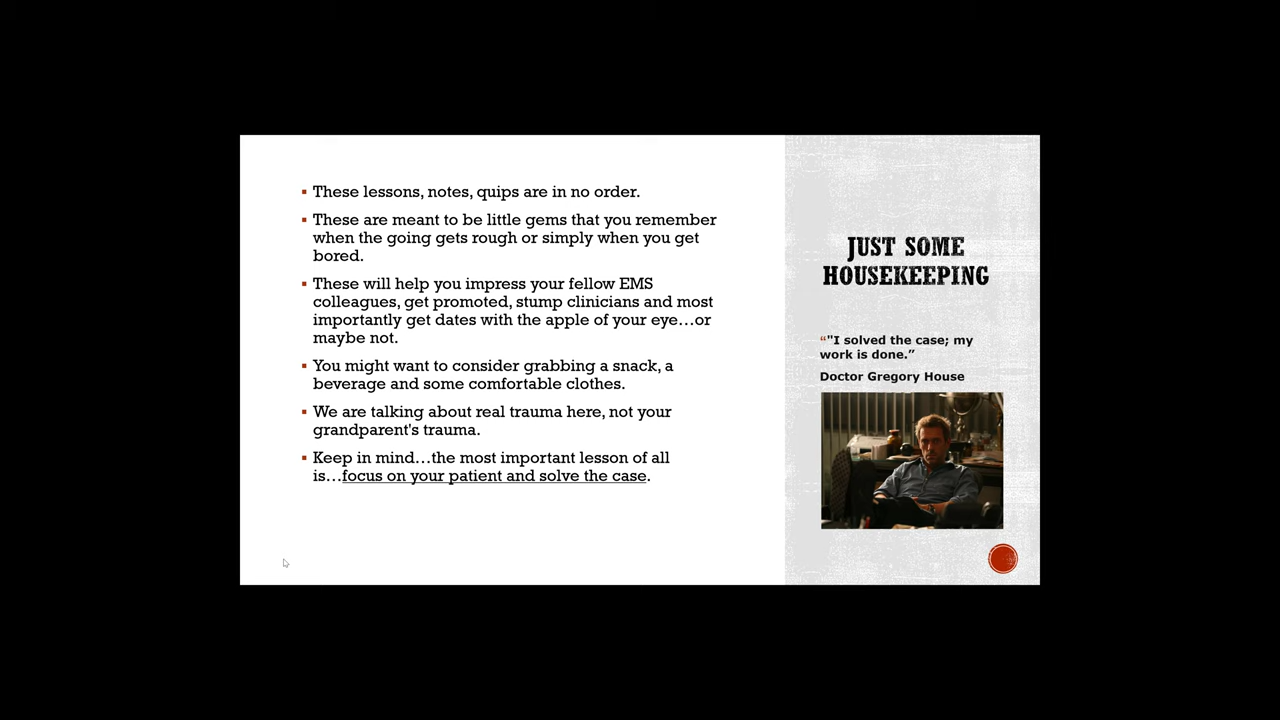 These lessons, notes, quips are in no order.
These are meant to be little gems that you remember
when the going gets rough or simply when you get
bored.
These will help you impress your fellow EMS
colleagues, get promoted, stump clinicians and most
importantly get dates with the apple of your eye…or
maybe not.
You might want to consider grabbing a snack, a
beverage and some comfortable clothes.
We are talking about real trauma here, not your
grandparent's trauma.
Keep in mind…the most important lesson of all
is…focus on your patient and solve the case.
JUST SOME
HOUSEKEEPING
“"I solved the case; my
work is done.”
Doctor Gregory House